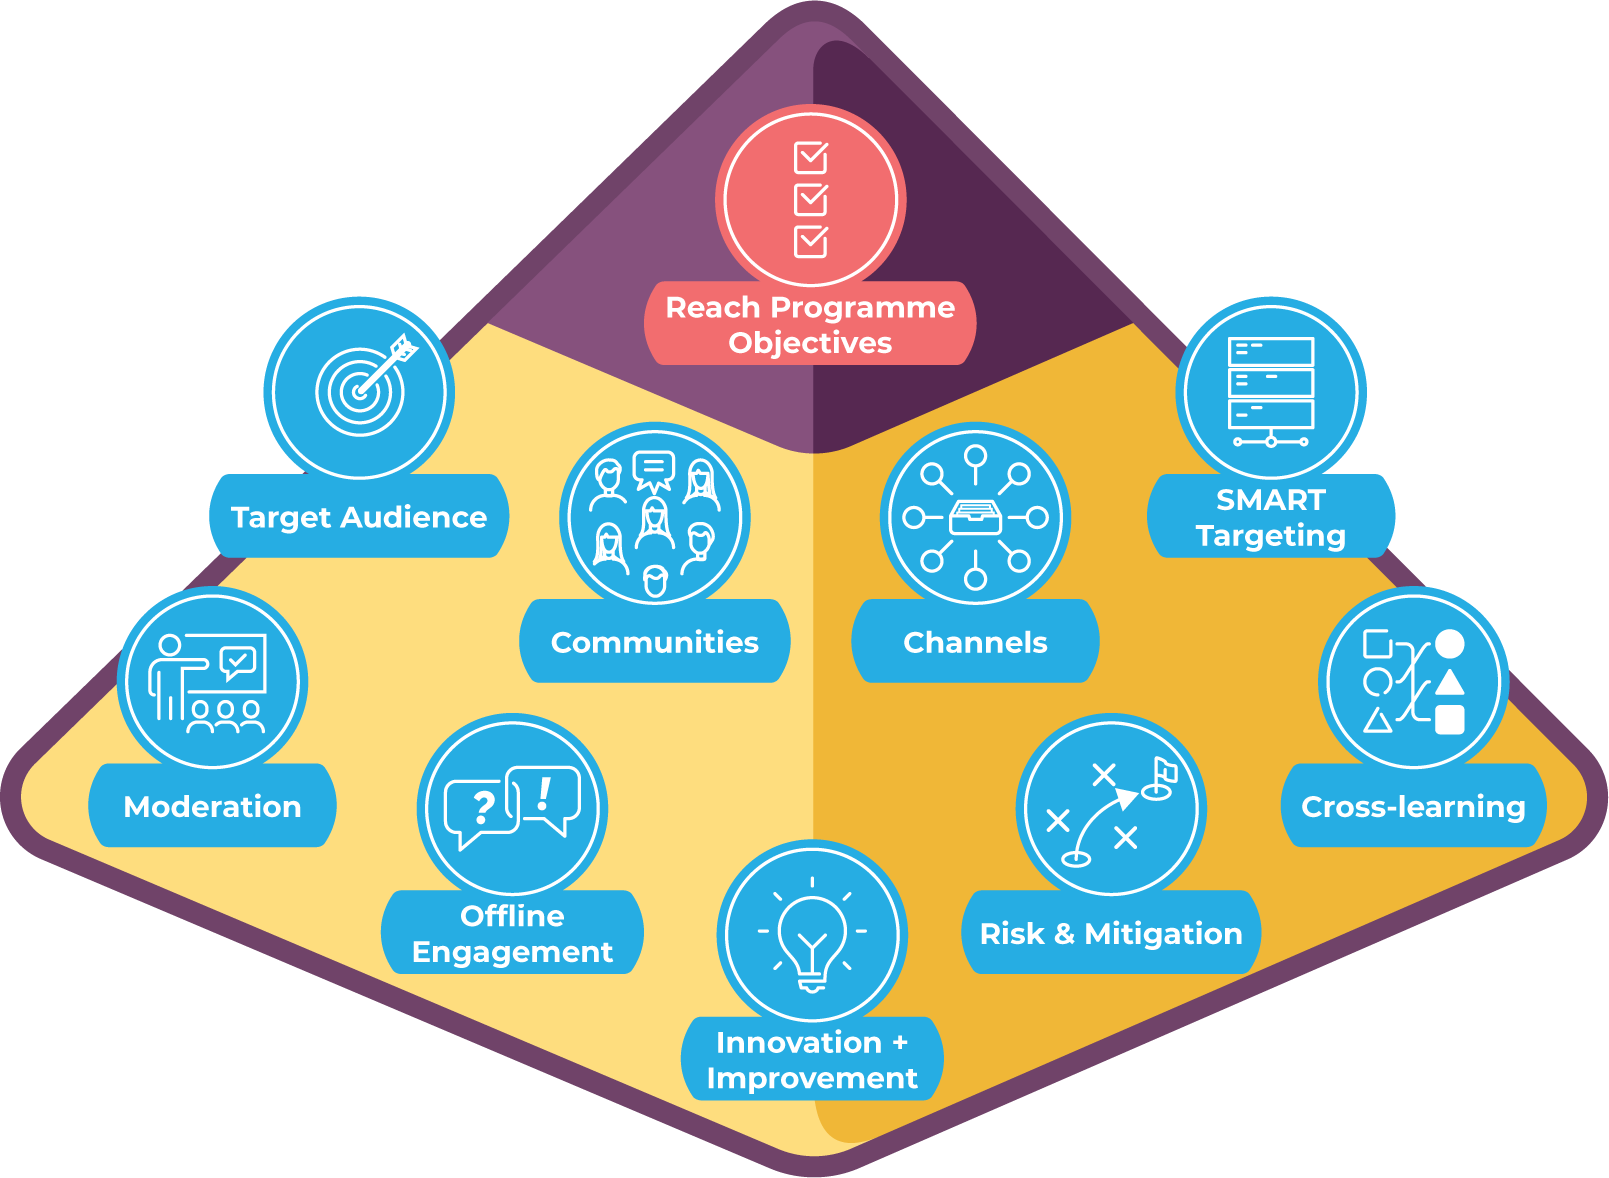 Reach Programme
Objectives
Target Audience
SMART
Targeting
Communities
Channels
Moderation
Cross-learning
? !
Offline
Engagement
Risk & Mitigation
Innovation +
Improvement